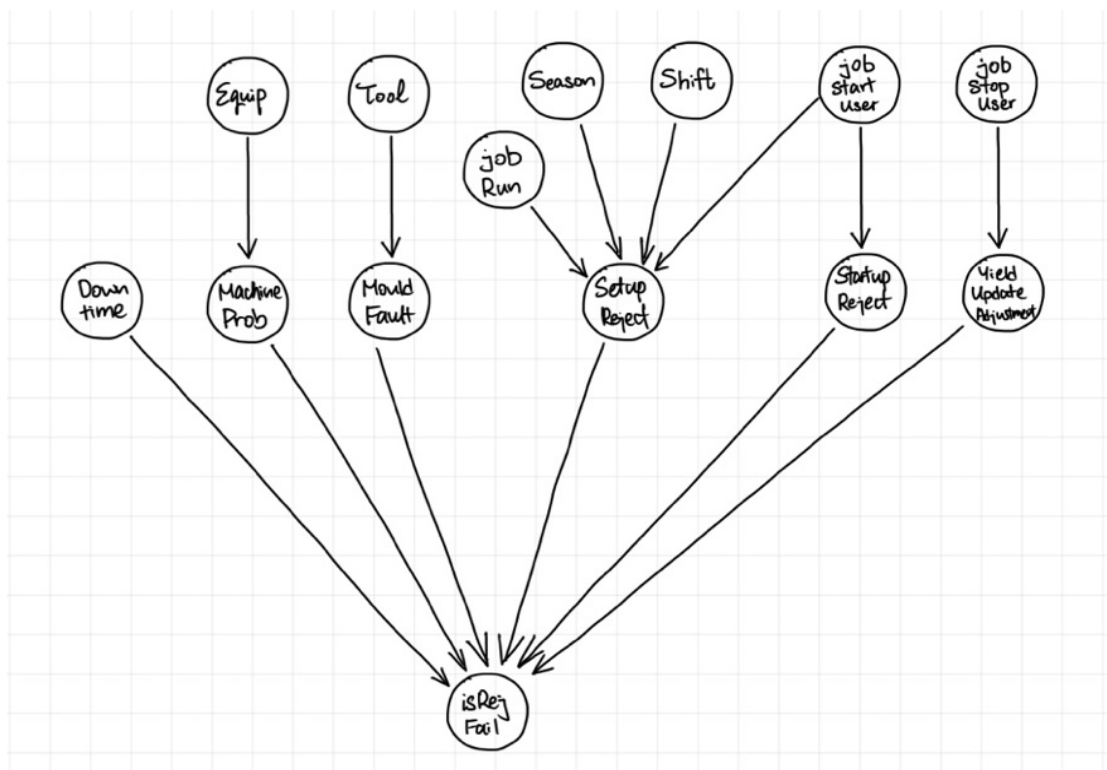 Equip
Tool
Season
Shift
job
Start
User
job
Stop
User
job
Run
Down
time
Machine
Prob
Mould
Fault
Setup
Reject
Startup
Reject
Yield
Update
Adjustment
isRej
Fail